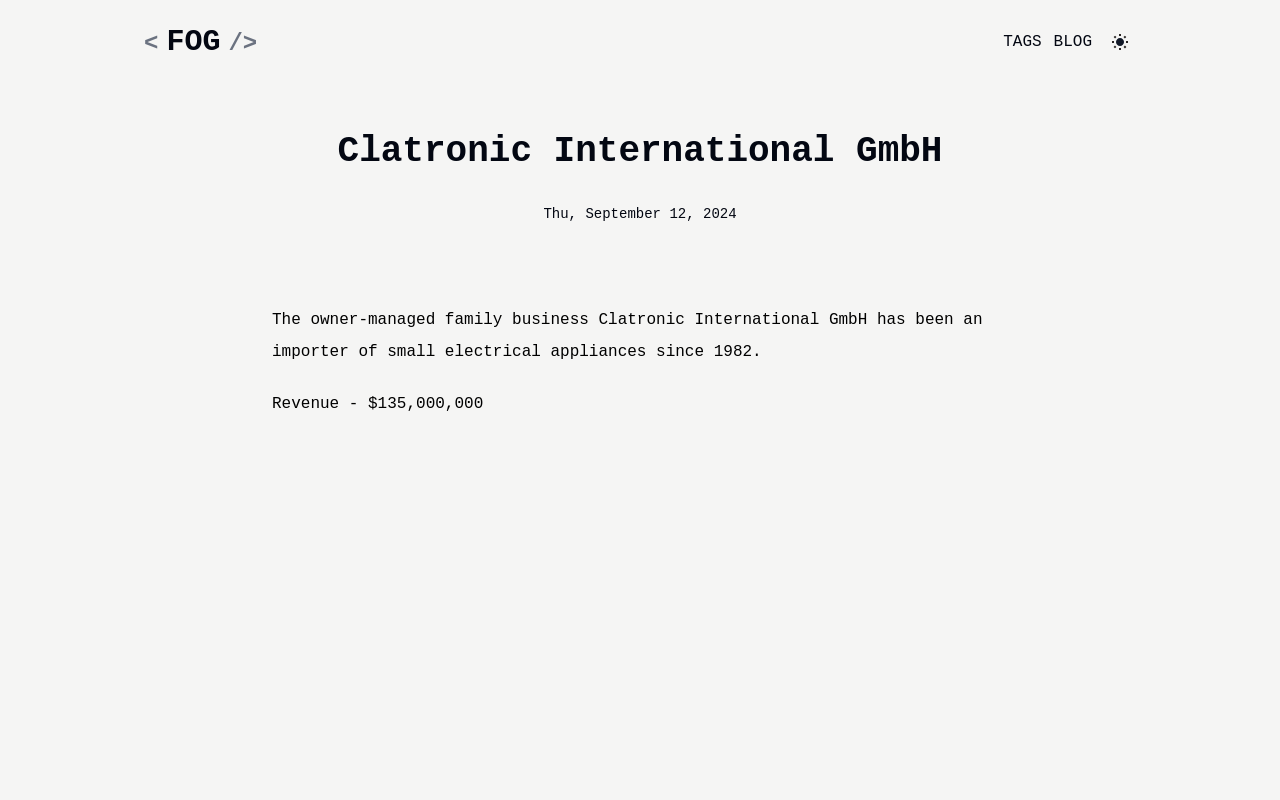 < FOG />
TAGS BLOG
Clatronic International GmbH
Thu, September 12, 2024
The owner-managed family business Clatronic International GmbH has been an
importer of small electrical appliances since 1982.
Revenue - $135,000,000